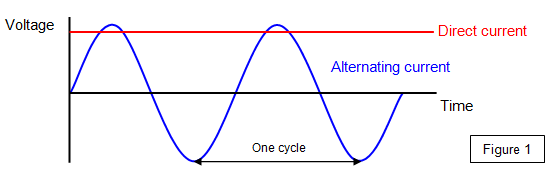 Voltage
Direct current
Alternating current
Time
One cycle
Figure 1